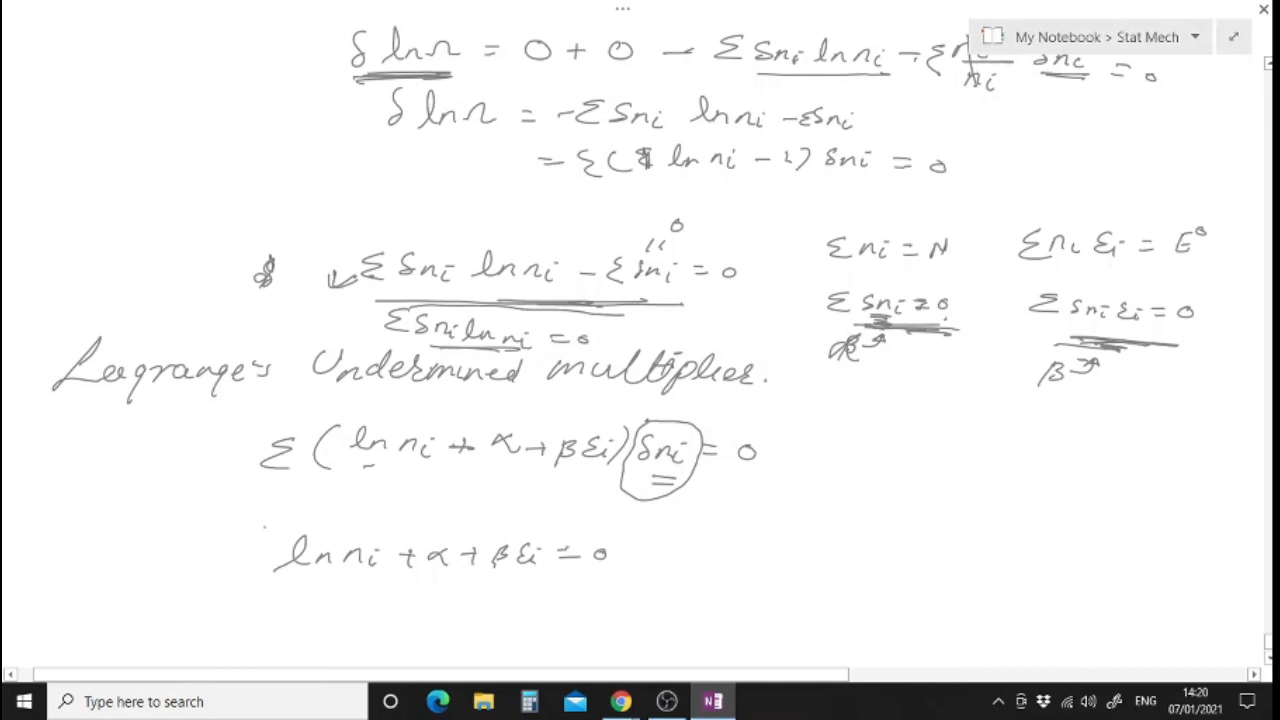 My Notebook > Stat Mech
δ ln Ω = 0 + 0 − Σ δni ln ni − Σ ni/ni δni = 0
δ ln Ω = −Σ δni ln ni − Σδni
= Σ( ln ni − 1) δni = 0
0
"
Σ δni ln ni − Σ δni = 0
Σ ni = N
Σ ni εi = E
Σ δni = 0
Σ δni εi = 0
Σ δni ln ni = 0
α
β
Lagrange's Undermined multiplier.
Σ ( ln ni + α + β εi) δni = 0
ln ni + α + β εi = 0
Type here to search
ENG
14:20
07/01/2021